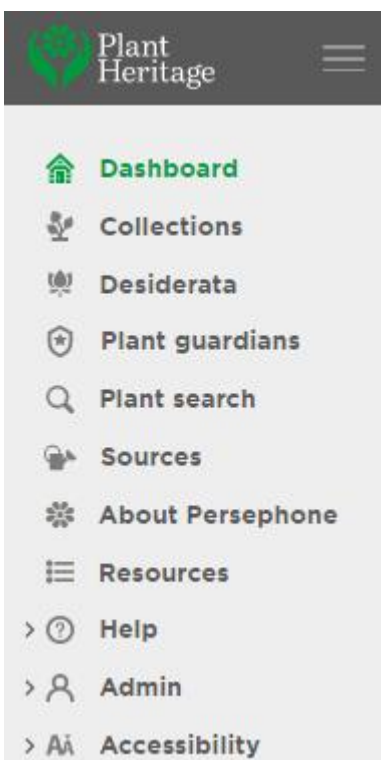 Plant
Heritage
Dashboard
Collections
Desiderata
Plant guardians
Plant search
Sources
About Persephone
Resources
Help
Admin
Accessibility